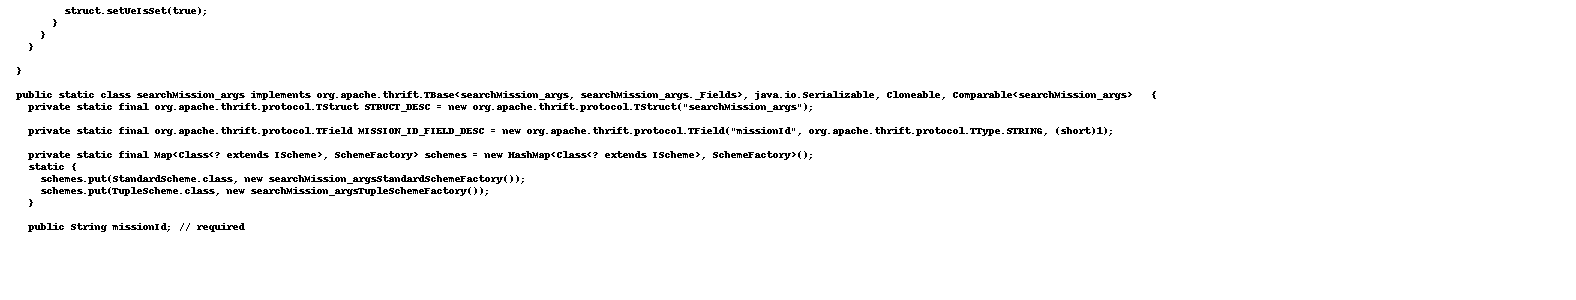 struct.setUeIsSet(true);
}
}
}
}
public static class searchMission_args implements org.apache.thrift.TBase<searchMission_args, searchMission_args._Fields>, java.io.Serializable, Cloneable, Comparable<searchMission_args>   {
private static final org.apache.thrift.protocol.TStruct STRUCT_DESC = new org.apache.thrift.protocol.TStruct("searchMission_args");
private static final org.apache.thrift.protocol.TField MISSION_ID_FIELD_DESC = new org.apache.thrift.protocol.TField("missionId", org.apache.thrift.protocol.TType.STRING, (short)1);
private static final Map<Class<? extends IScheme>, SchemeFactory> schemes = new HashMap<Class<? extends IScheme>, SchemeFactory>();
static {
schemes.put(StandardScheme.class, new searchMission_argsStandardSchemeFactory());
schemes.put(TupleScheme.class, new searchMission_argsTupleSchemeFactory());
}
public String missionId; // required